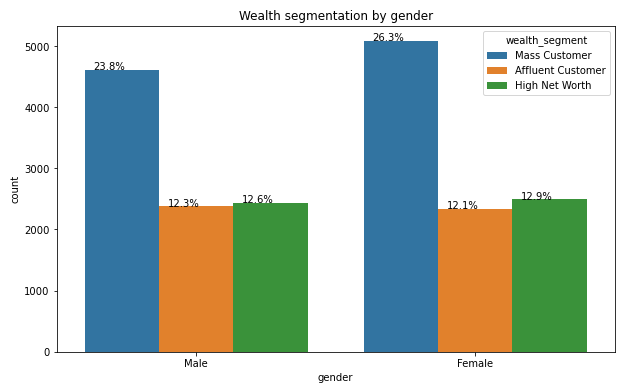 Wealth segmentation by gender
wealth_segment
Mass Customer
Affluent Customer
High Net Worth
23.8%
12.3%
12.6%
26.3%
12.1%
12.9%
count
5000
4000
3000
2000
1000
0
Male
Female
gender